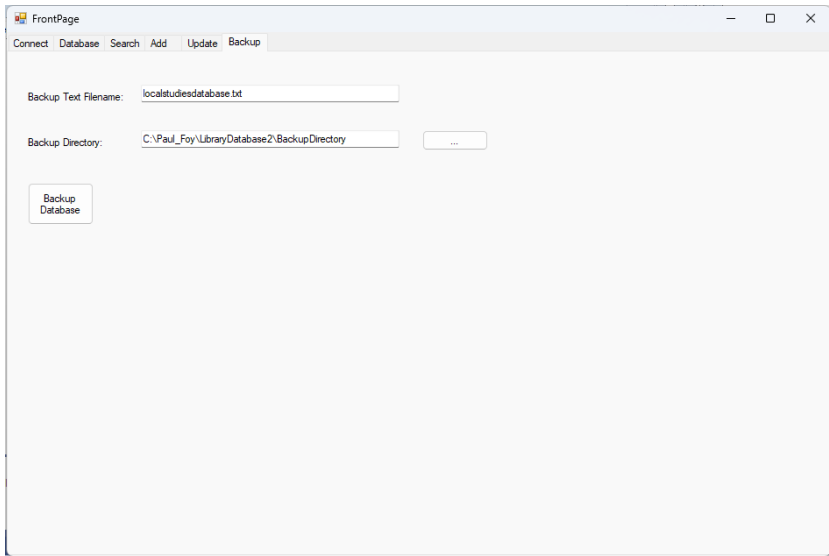 FrontPage
Connect Database Search Add Update Backup
Backup Text Filename: localstudiesdatabase.txt
Backup Directory: C:\Paul_Foy\LibraryDatabase2\BackupDirectory ...
Backup
Database